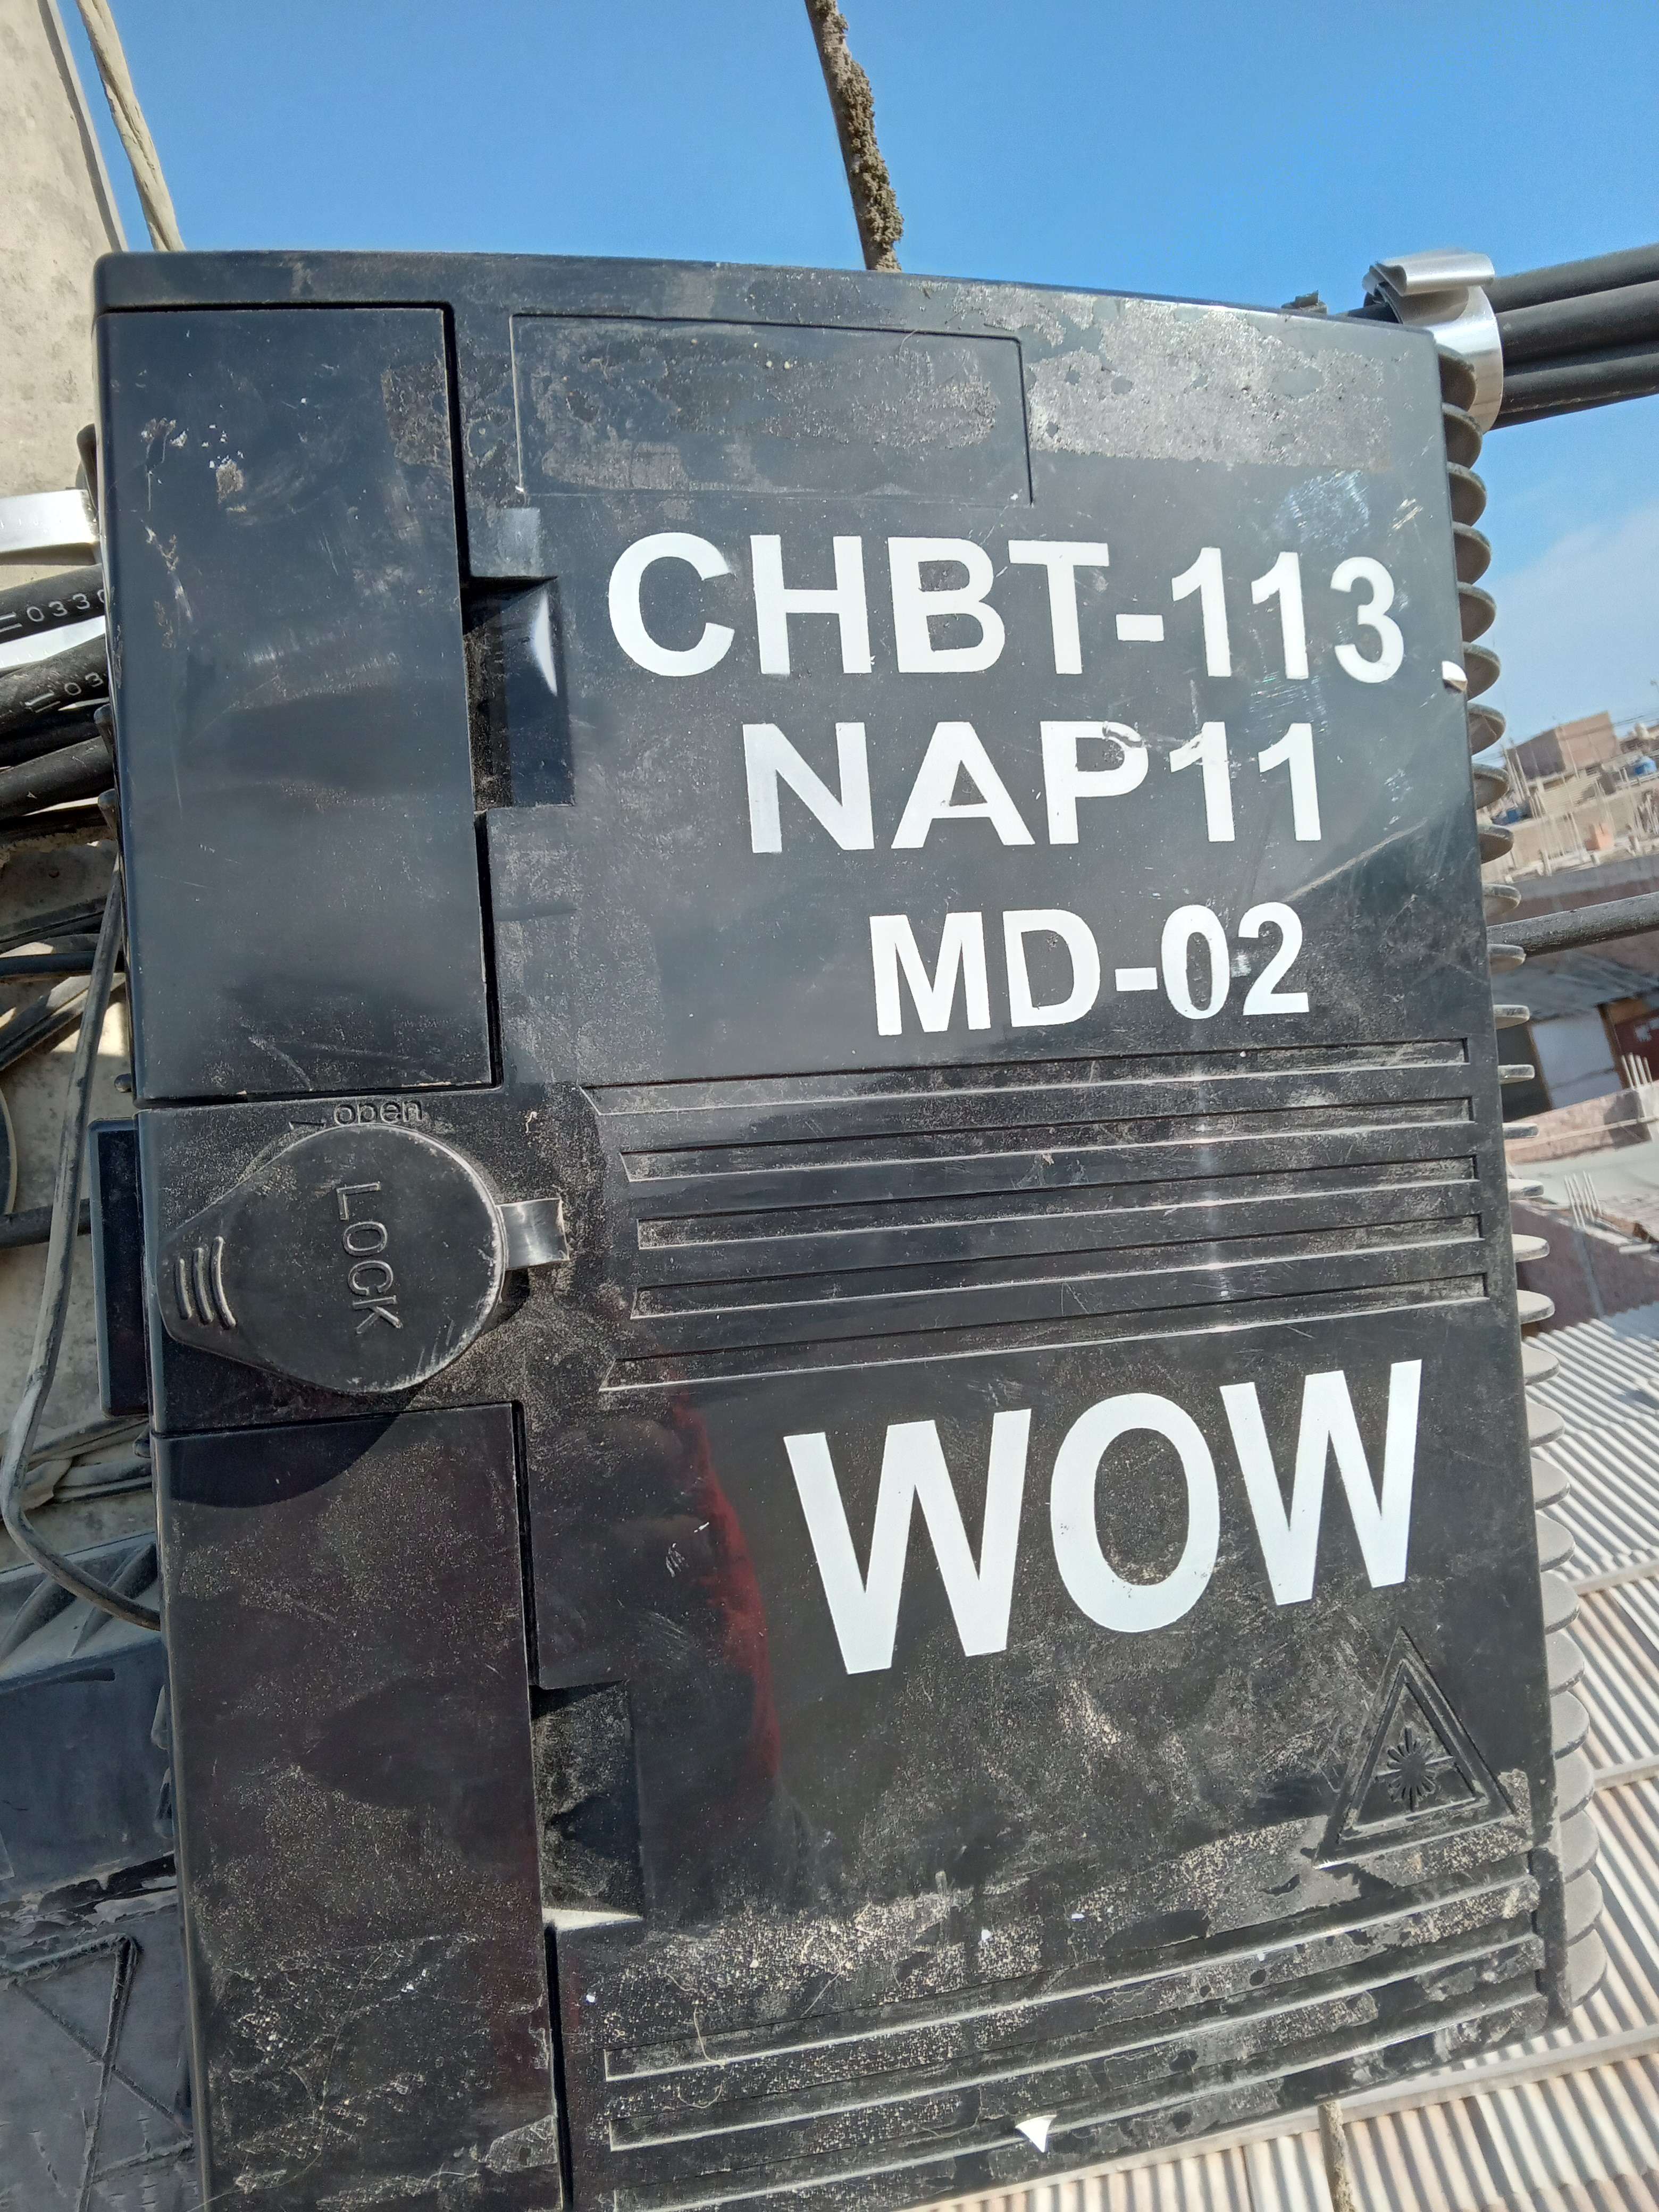 CHBT-113
NAP11
MD-02
open
LOCK
WOW